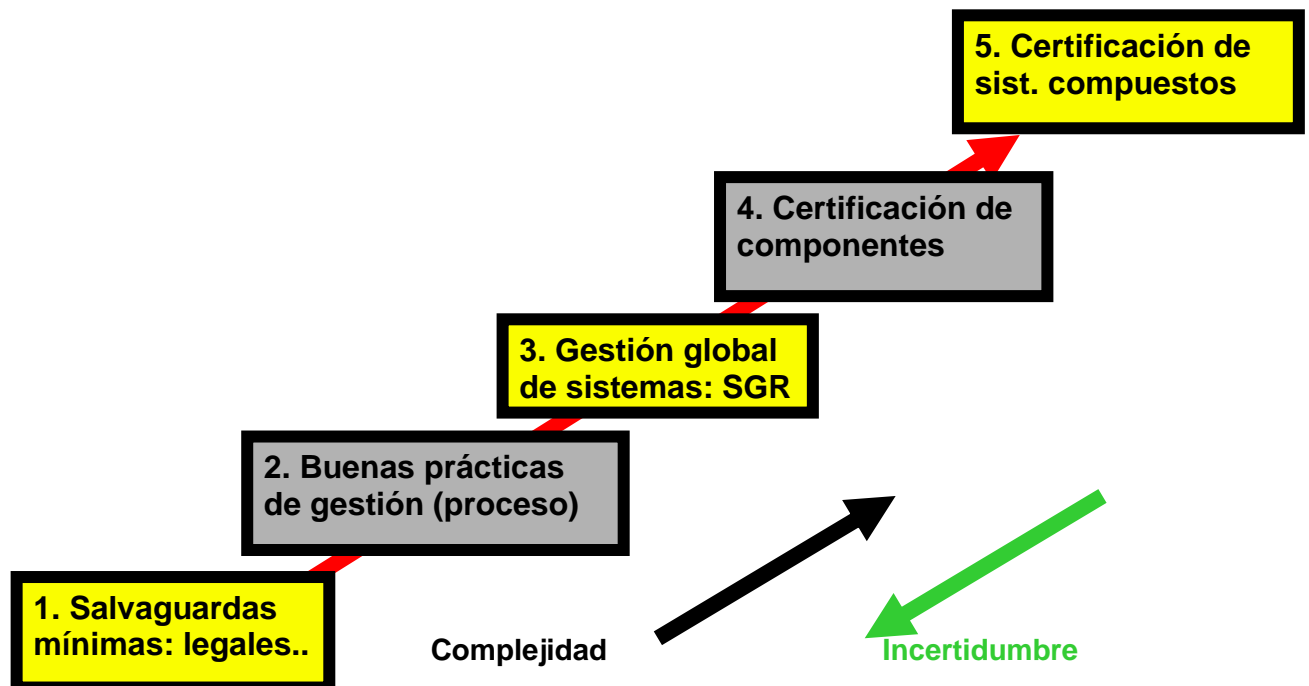 5. Certificación de
sist. compuestos
4. Certificación de
componentes
3. Gestión global
de sistemas: SGR
2. Buenas prácticas
de gestión (proceso)
1. Salvaguardas
mínimas: legales..
Complejidad
Incertidumbre